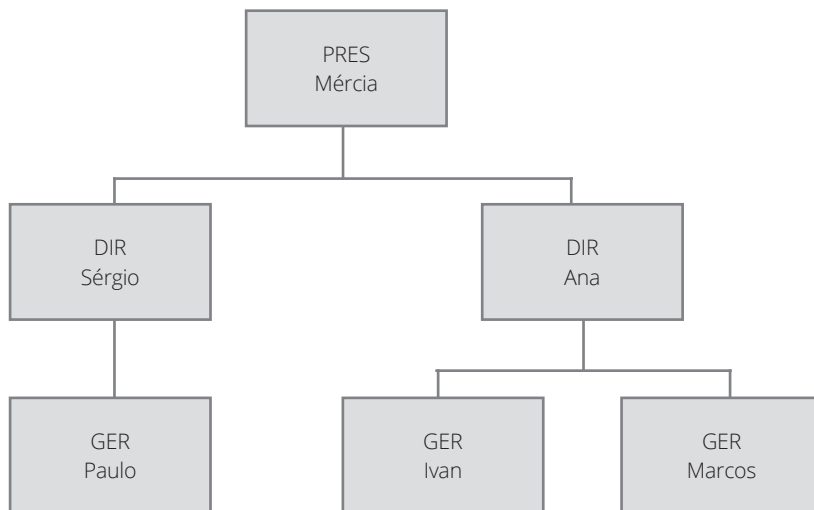 PRES
Mércia
DIR
Sérgio
DIR
Ana
GER
Paulo
GER
Ivan
GER
Marcos